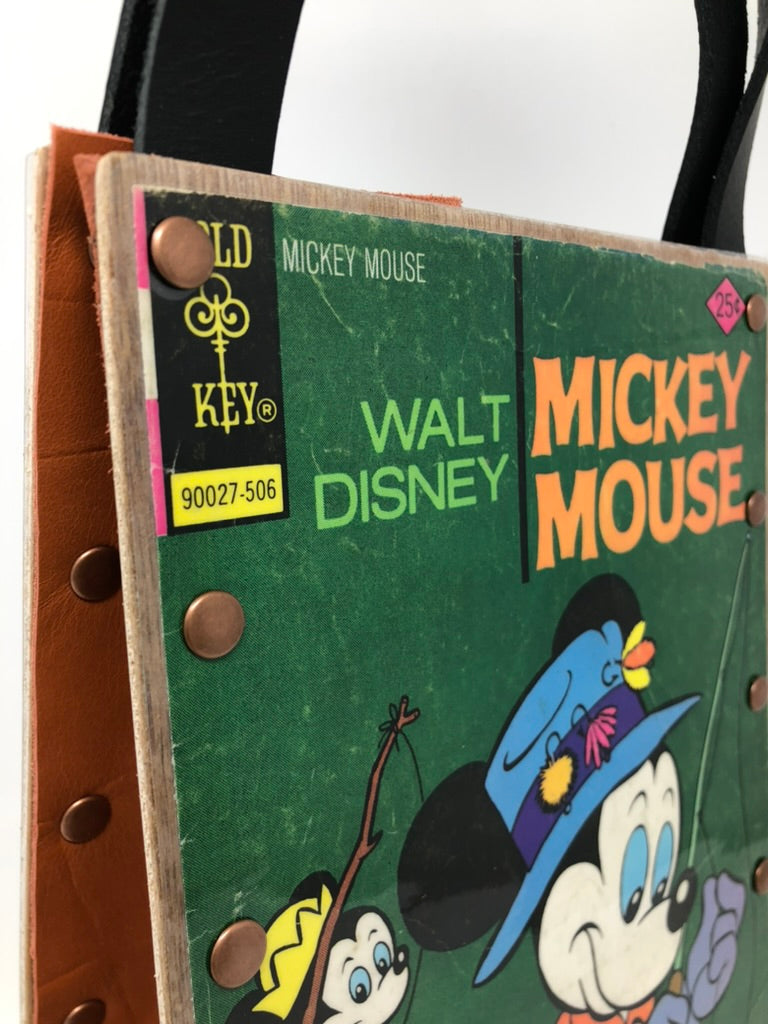 LD
KEY®
MICKEY MOUSE
90027-506
WALT
DISNEY
25¢
MICKEY
MOUSE